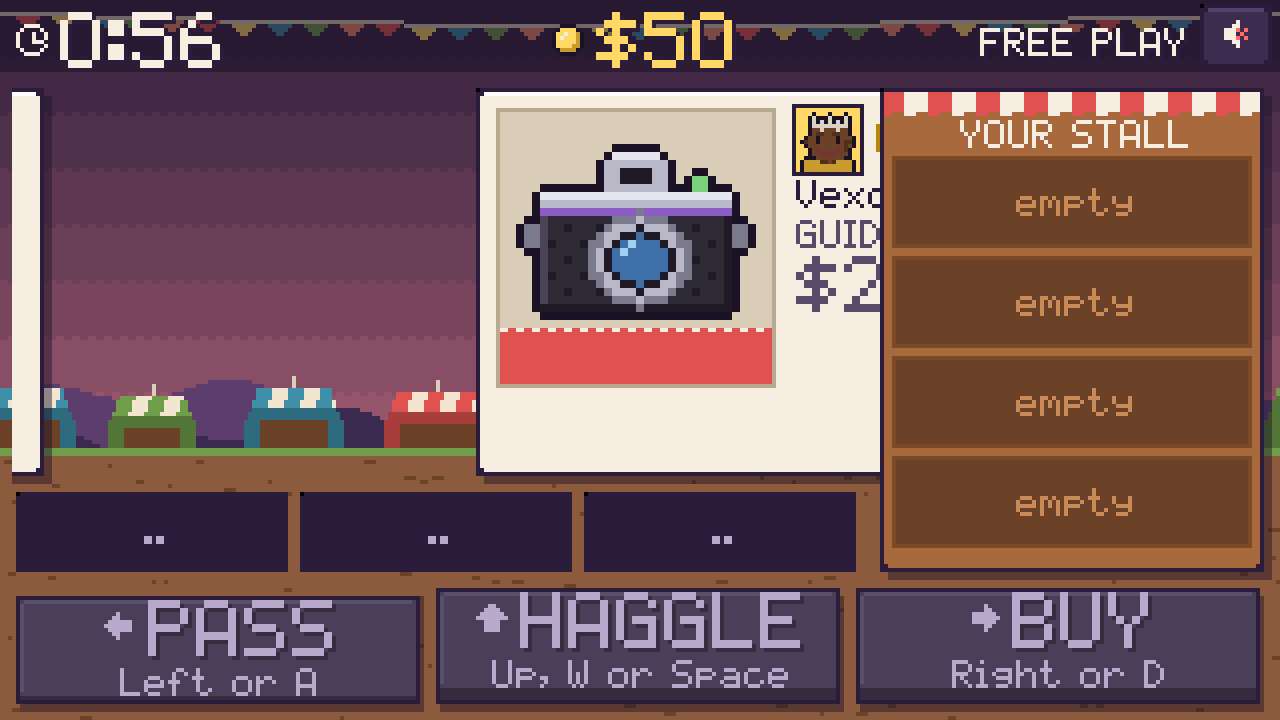 0:56
$50
FREE PLAY
YOUR STALL
empty
empty
empty
empty
..
..
..
PASS
Left or A
HAGGLE
Up, W or Space
BUY
Right or D